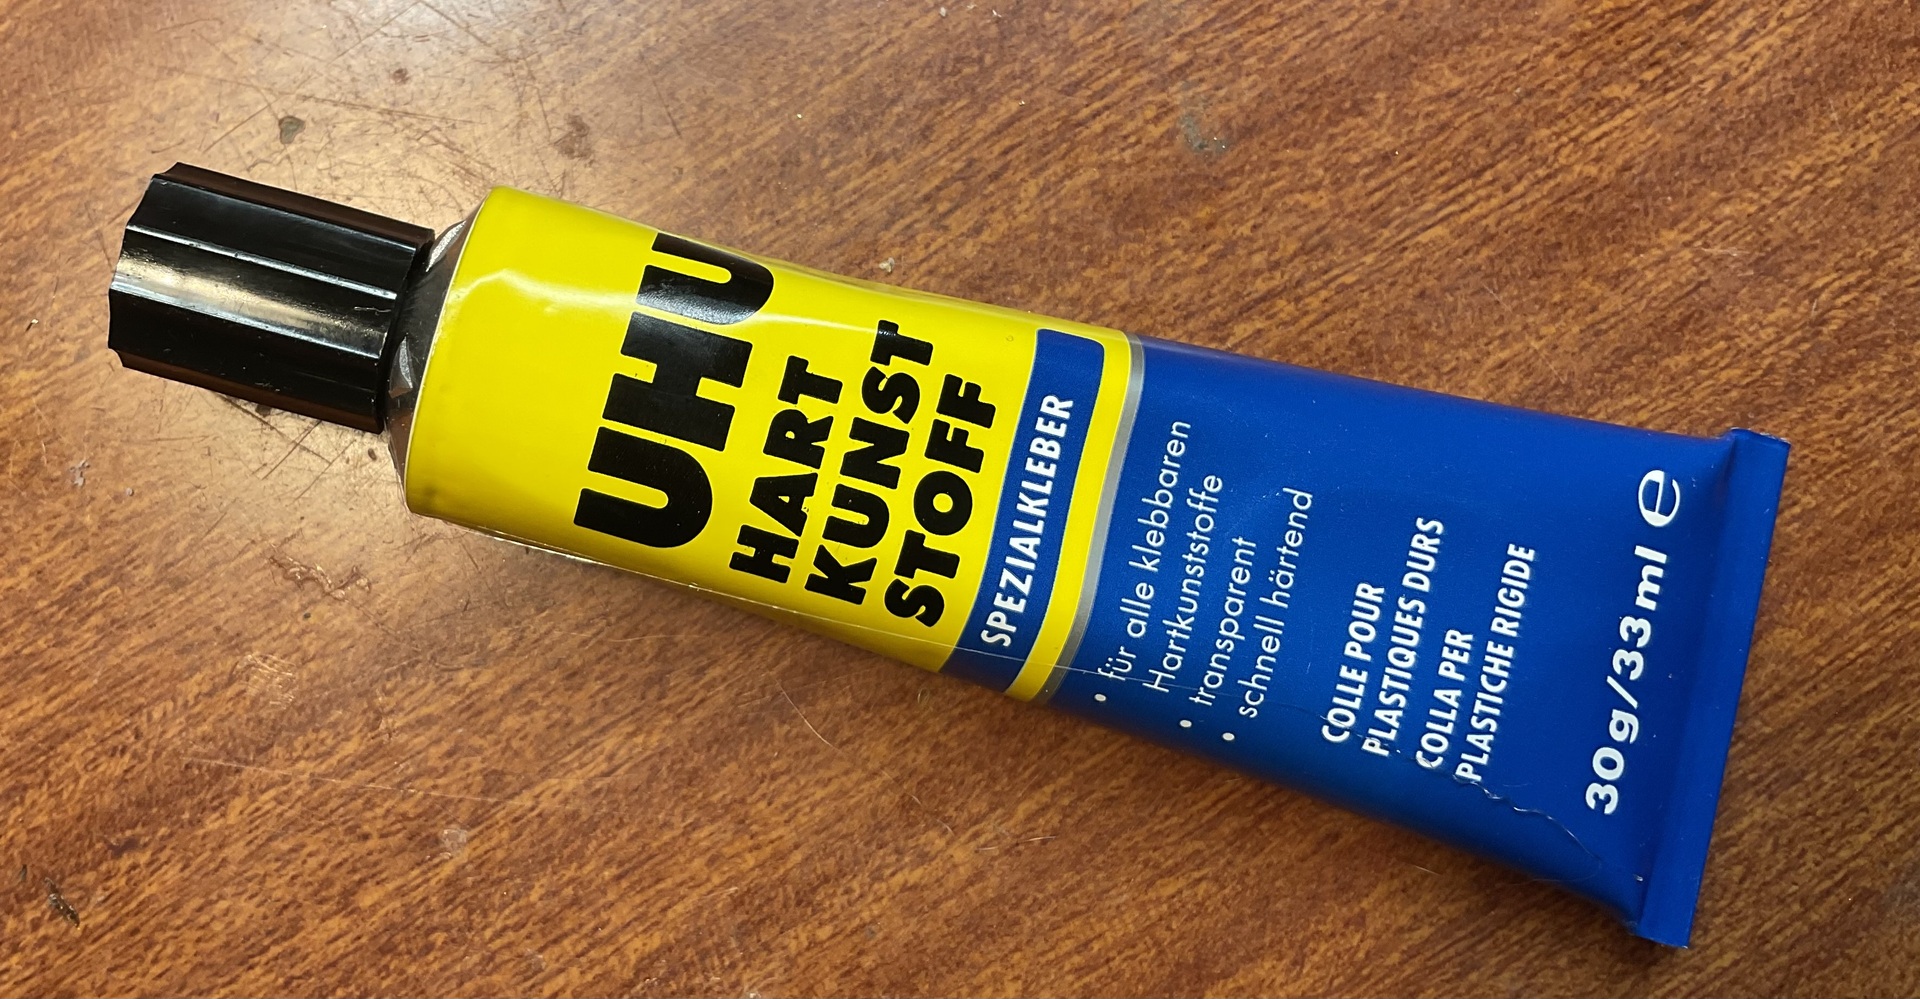 UHU
HART
KUNST
STOFF
SPEZIALKLEBER
• für alle klebbaren
Hartkunststoffe
• transparent
• schnell härtend
COLLE POUR
PLASTIQUES DURS
COLLA PER
PLASTICHE RIGIDE
30g/33ml ℮